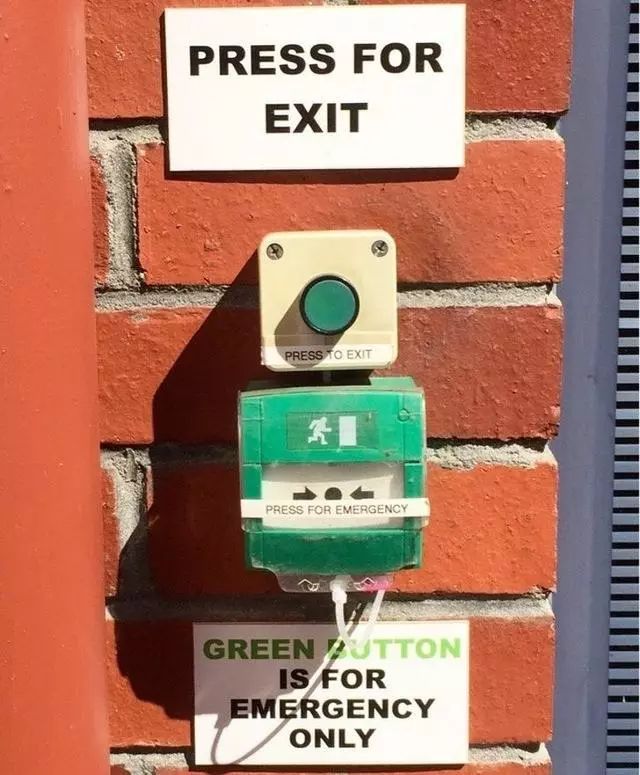 PRESS FOR
EXIT
PRESS TO EXIT
PRESS FOR EMERGENCY
GREEN BUTTON
IS FOR
EMERGENCY
ONLY